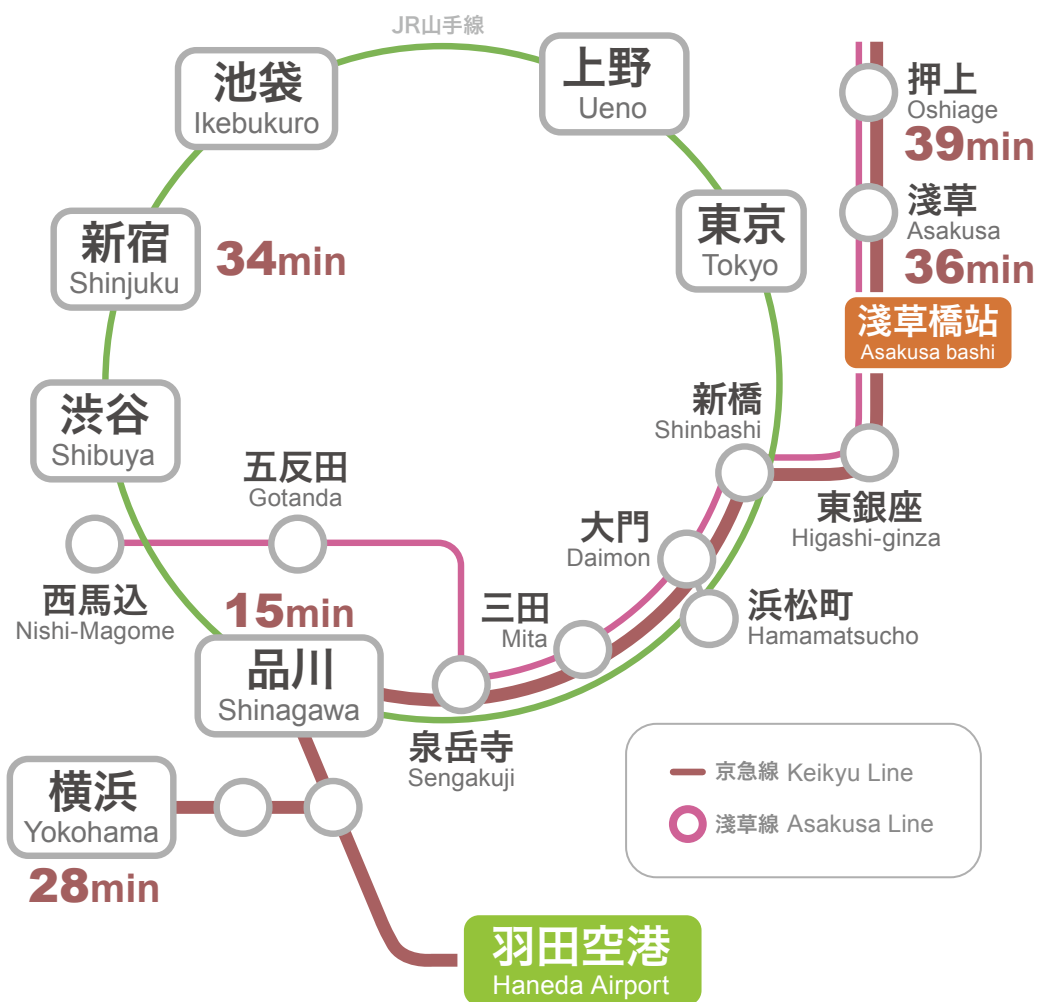 JR山手線
池袋
Ikebukuro
上野
Ueno
押上
Oshiage
39min
淺草
Asakusa
36min
新宿
Shinjuku
34min
東京
Tokyo
淺草橋站
Asakusa bashi
渋谷
Shibuya
新橋
Shinbashi
五反田
Gotanda
東銀座
Higashi-ginza
大門
Daimon
西馬込
Nishi-Magome
15min
三田
Mita
浜松町
Hamamatsucho
品川
Shinagawa
泉岳寺
Sengakuji
横浜
Yokohama
28min
京急線 Keikyu Line
淺草線 Asakusa Line
羽田空港
Haneda Airport